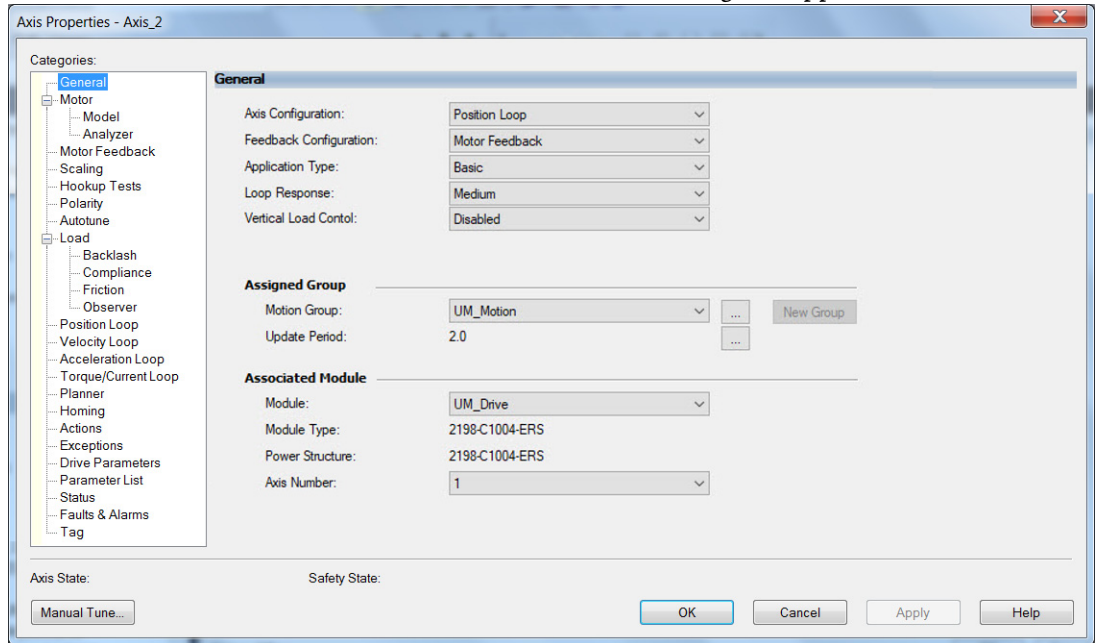 Axis Properties - Axis_2
X
Categories:
General
Motor
Model
Analyzer
Motor Feedback
Scaling
Hookup Tests
Polarity
Autotune
Load
Backlash
Compliance
Friction
Observer
Position Loop
Velocity Loop
Acceleration Loop
Torque/Current Loop
Planner
Homing
Actions
Exceptions
Drive Parameters
Parameter List
Status
Faults & Alarms
Tag
General
Axis Configuration: Position Loop
Feedback Configuration: Motor Feedback
Application Type: Basic
Loop Response: Medium
Vertical Load Contol: Disabled
Assigned Group
Motion Group: UM_Motion ... New Group
Update Period: 2.0 ...
Associated Module
Module: UM_Drive
Module Type: 2198-C1004-ERS
Power Structure: 2198-C1004-ERS
Axis Number: 1
Axis State: Safety State:
Manual Tune... OK Cancel Apply Help